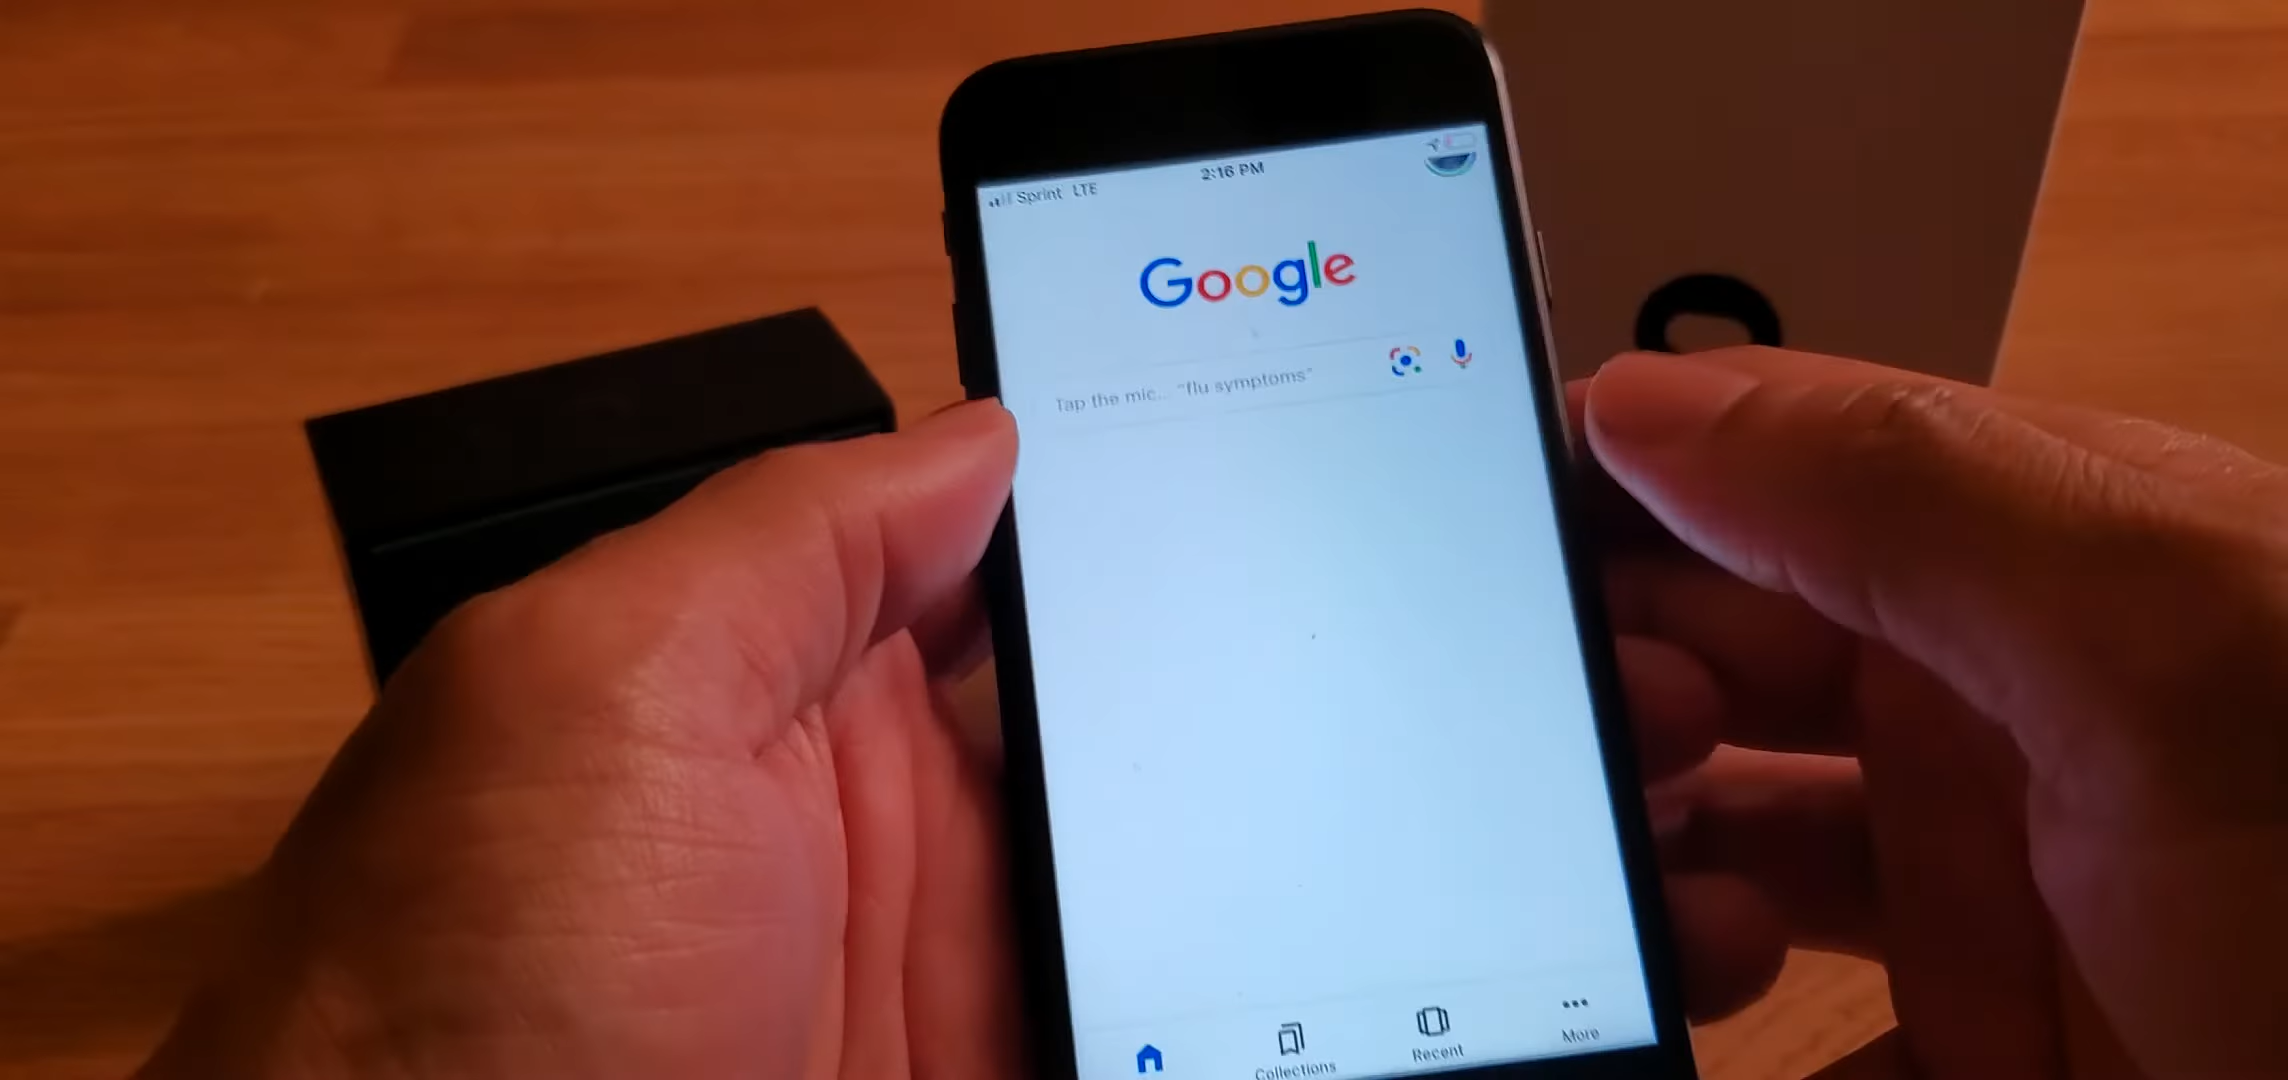 Sprint LTE 2:16 PM
Google
Tap the mic... "flu symptoms"
Collections Recent More